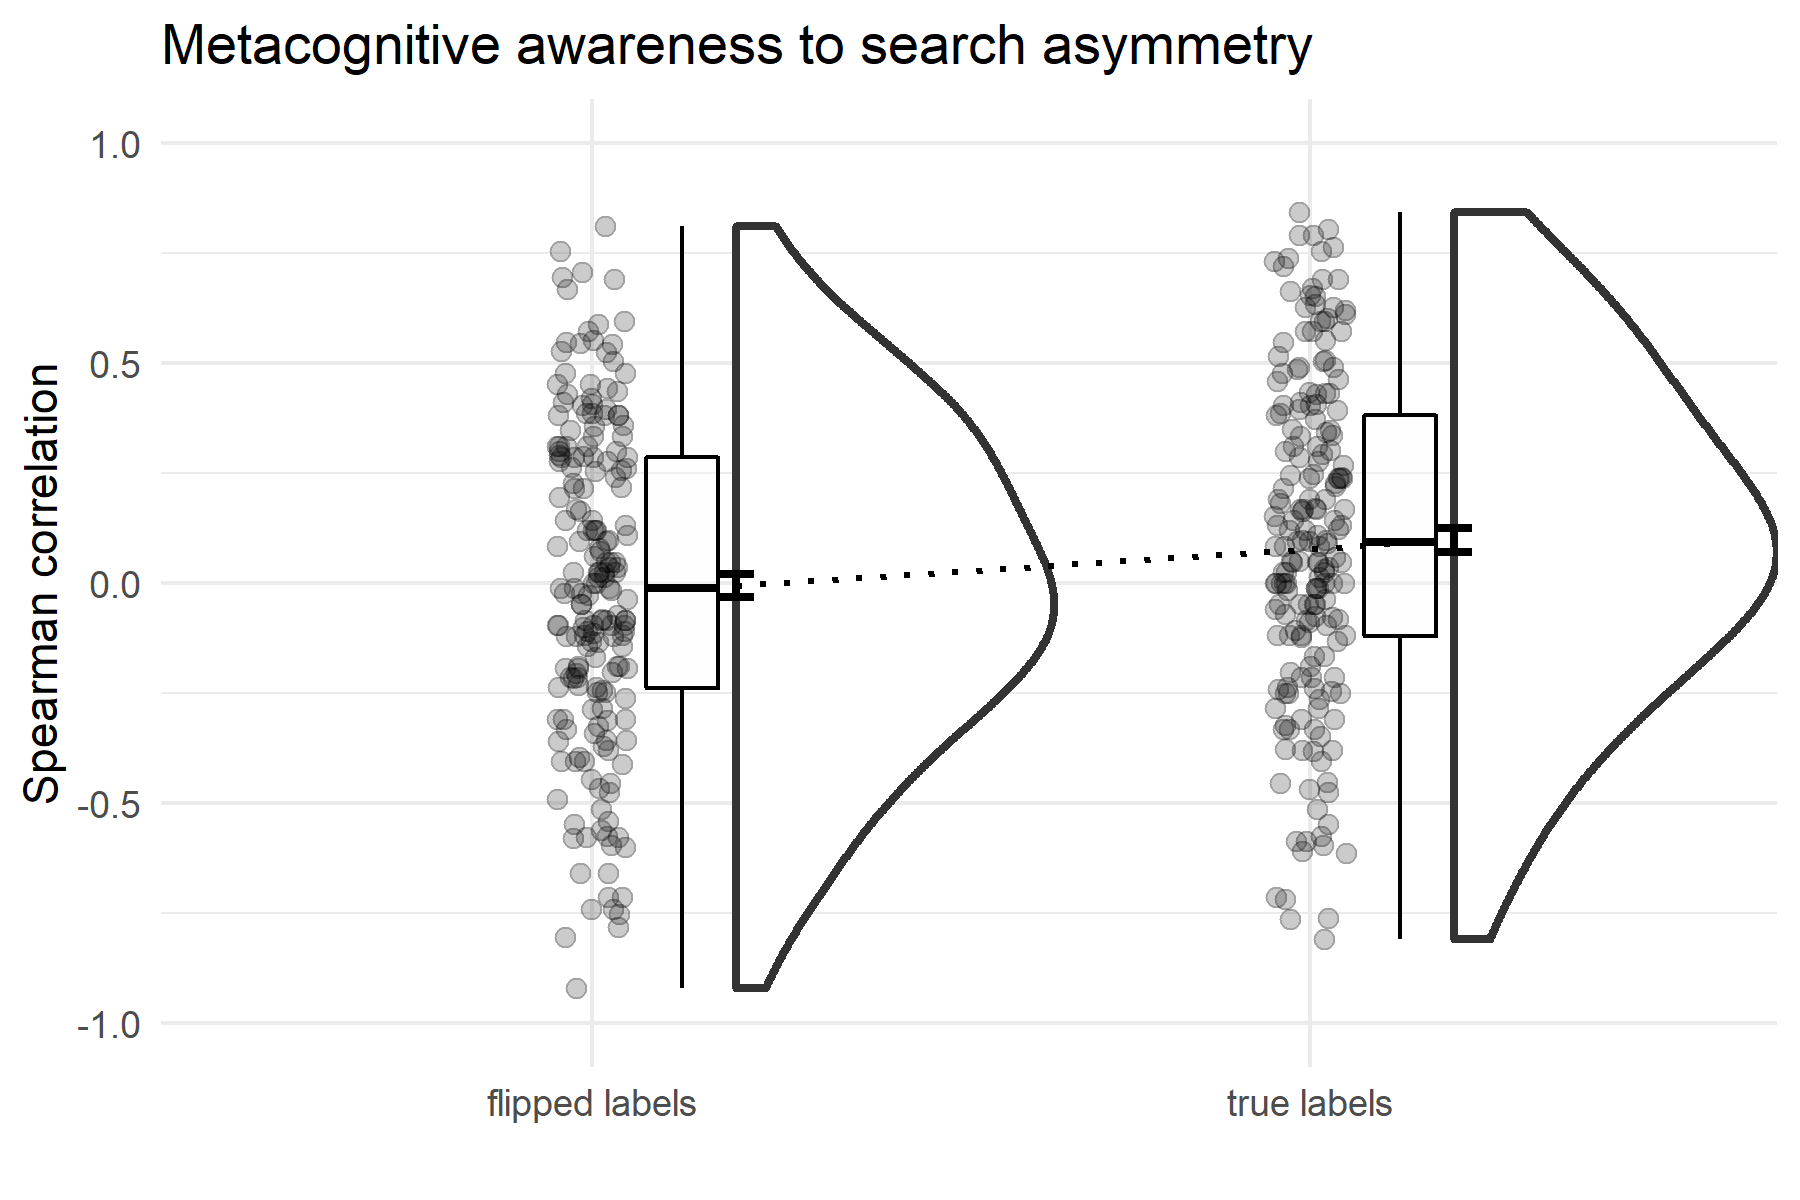 Metacognitive awareness to search asymmetry
Spearman correlation
1.0
0.5
0.0
-0.5
-1.0
flipped labels
true labels